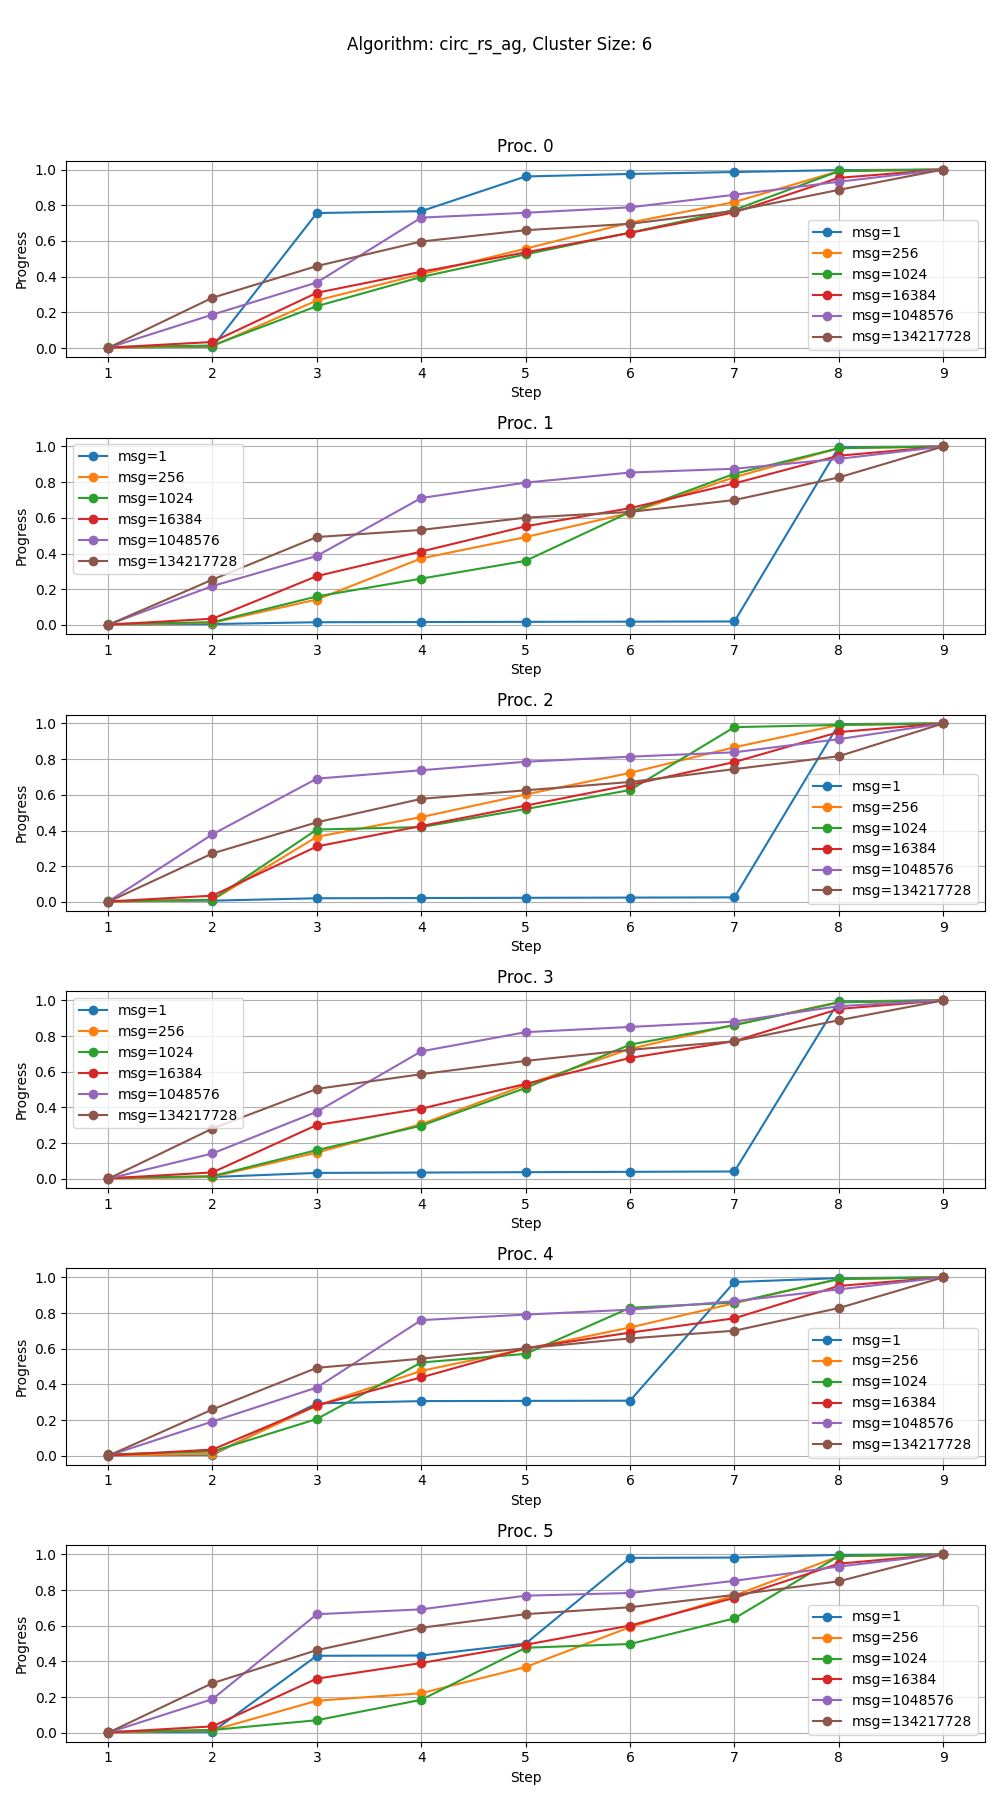 Algorithm: circ_rs_ag, Cluster Size: 6
Proc. 0
1.0
0.8
0.6
0.4
0.2
0.0
Progress
msg=1
msg=256
msg=1024
msg=16384
msg=1048576
msg=134217728
1 2 3 4 5 6 7 8 9
Step
Proc. 1
1.0
0.8
0.6
0.4
0.2
0.0
Progress
msg=1
msg=256
msg=1024
msg=16384
msg=1048576
msg=134217728
1 2 3 4 5 6 7 8 9
Step
Proc. 2
1.0
0.8
0.6
0.4
0.2
0.0
Progress
msg=1
msg=256
msg=1024
msg=16384
msg=1048576
msg=134217728
1 2 3 4 5 6 7 8 9
Step
Proc. 3
1.0
0.8
0.6
0.4
0.2
0.0
Progress
msg=1
msg=256
msg=1024
msg=16384
msg=1048576
msg=134217728
1 2 3 4 5 6 7 8 9
Step
Proc. 4
1.0
0.8
0.6
0.4
0.2
0.0
Progress
msg=1
msg=256
msg=1024
msg=16384
msg=1048576
msg=134217728
1 2 3 4 5 6 7 8 9
Step
Proc. 5
1.0
0.8
0.6
0.4
0.2
0.0
Progress
msg=1
msg=256
msg=1024
msg=16384
msg=1048576
msg=134217728
1 2 3 4 5 6 7 8 9
Step